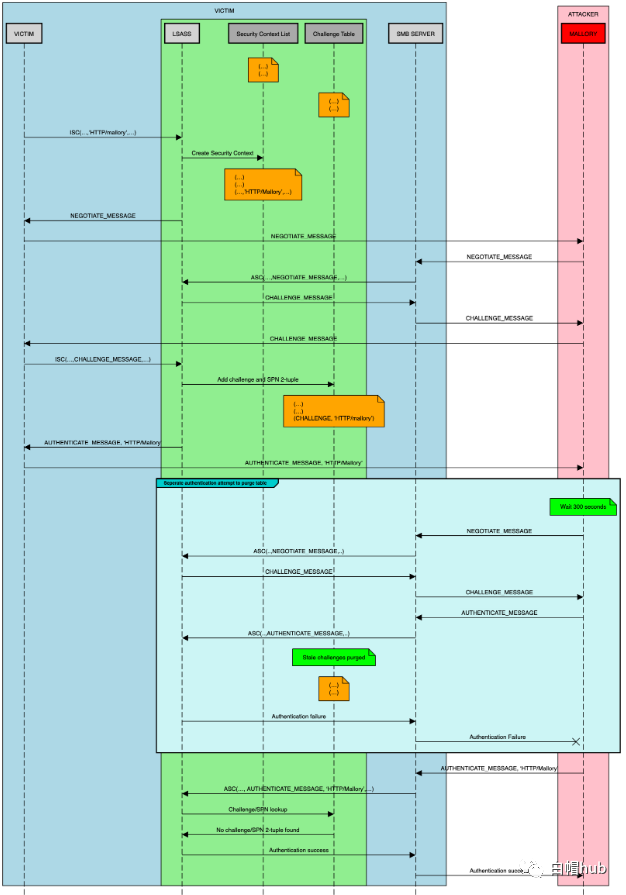 VICTIM
ATTACKER
VICTIM
LSASS
Security Context List
Challenge Table
SMB SERVER
MALLORY
(...)
(...)
(...)
(...)
ISC(...,'HTTP/mallory',...)
Create Security Context
(...)
(...)
(...,'HTTP/Mallory',...)
NEGOTIATE_MESSAGE
NEGOTIATE_MESSAGE
NEGOTIATE_MESSAGE
ASC(...,NEGOTIATE_MESSAGE,...)
CHALLENGE_MESSAGE
CHALLENGE_MESSAGE
CHALLENGE_MESSAGE
ISC(...,CHALLENGE_MESSAGE,...)
Add challenge and SPN 2-tuple
(...)
(...)
(CHALLENGE, 'HTTP/mallory')
AUTHENTICATE_MESSAGE, 'HTTP/Mallory'
AUTHENTICATE_MESSAGE, 'HTTP/Mallory'
Seperate authentication attempt to purge table
Wait 300 seconds
NEGOTIATE_MESSAGE
ASC(..,NEGOTIATE_MESSAGE,..)
CHALLENGE_MESSAGE
CHALLENGE_MESSAGE
AUTHENTICATE_MESSAGE
ASC(...,AUTHENTICATE_MESSAGE,..)
Stale challenges purged
(...)
(...)
Authentication failure
Authentication Failure
AUTHENTICATE_MESSAGE, 'HTTP/Mallory'
ASC(...., AUTHENTICATE_MESSAGE, 'HTTP/Mallory',...)
Challenge/SPN lookup
No challenge/SPN 2-tuple found
Authentication success
Authentication
白帽hub